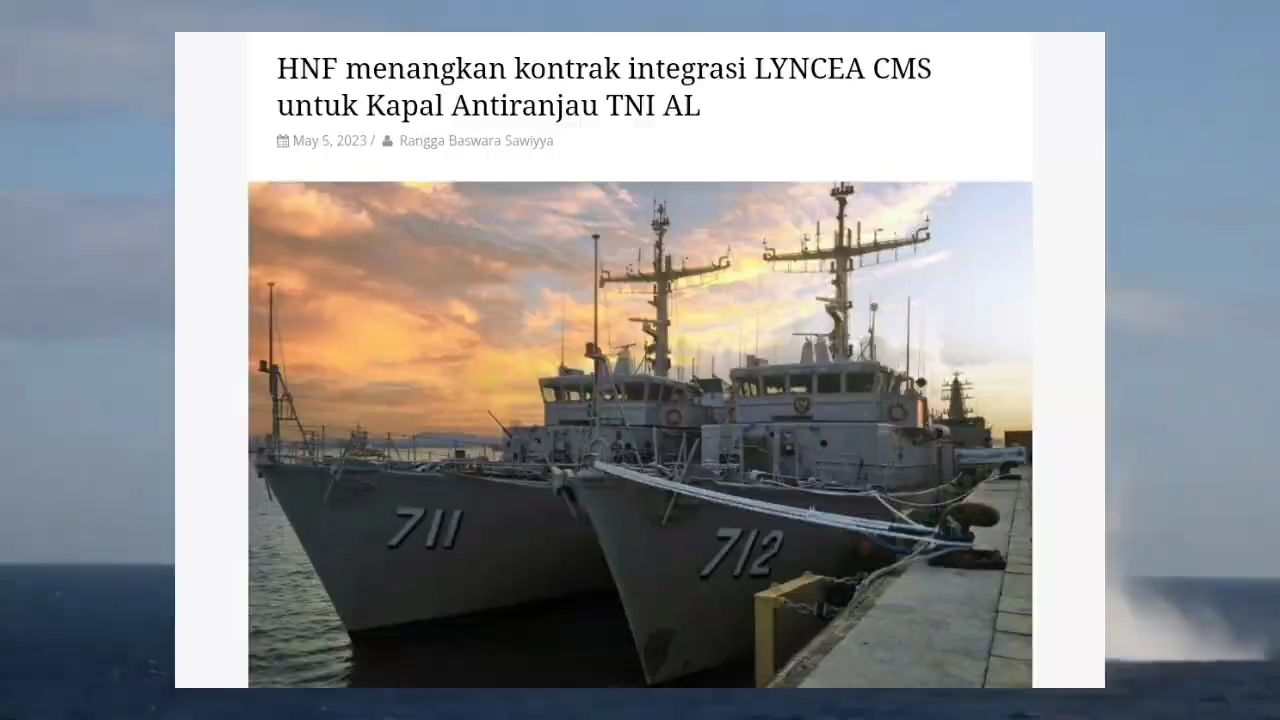 HNF menangkan kontrak integrasi LYNCEA CMS
untuk Kapal Antiranjau TNI AL
May 5, 2023 / Rangga Baswara Sawiyya
711
712